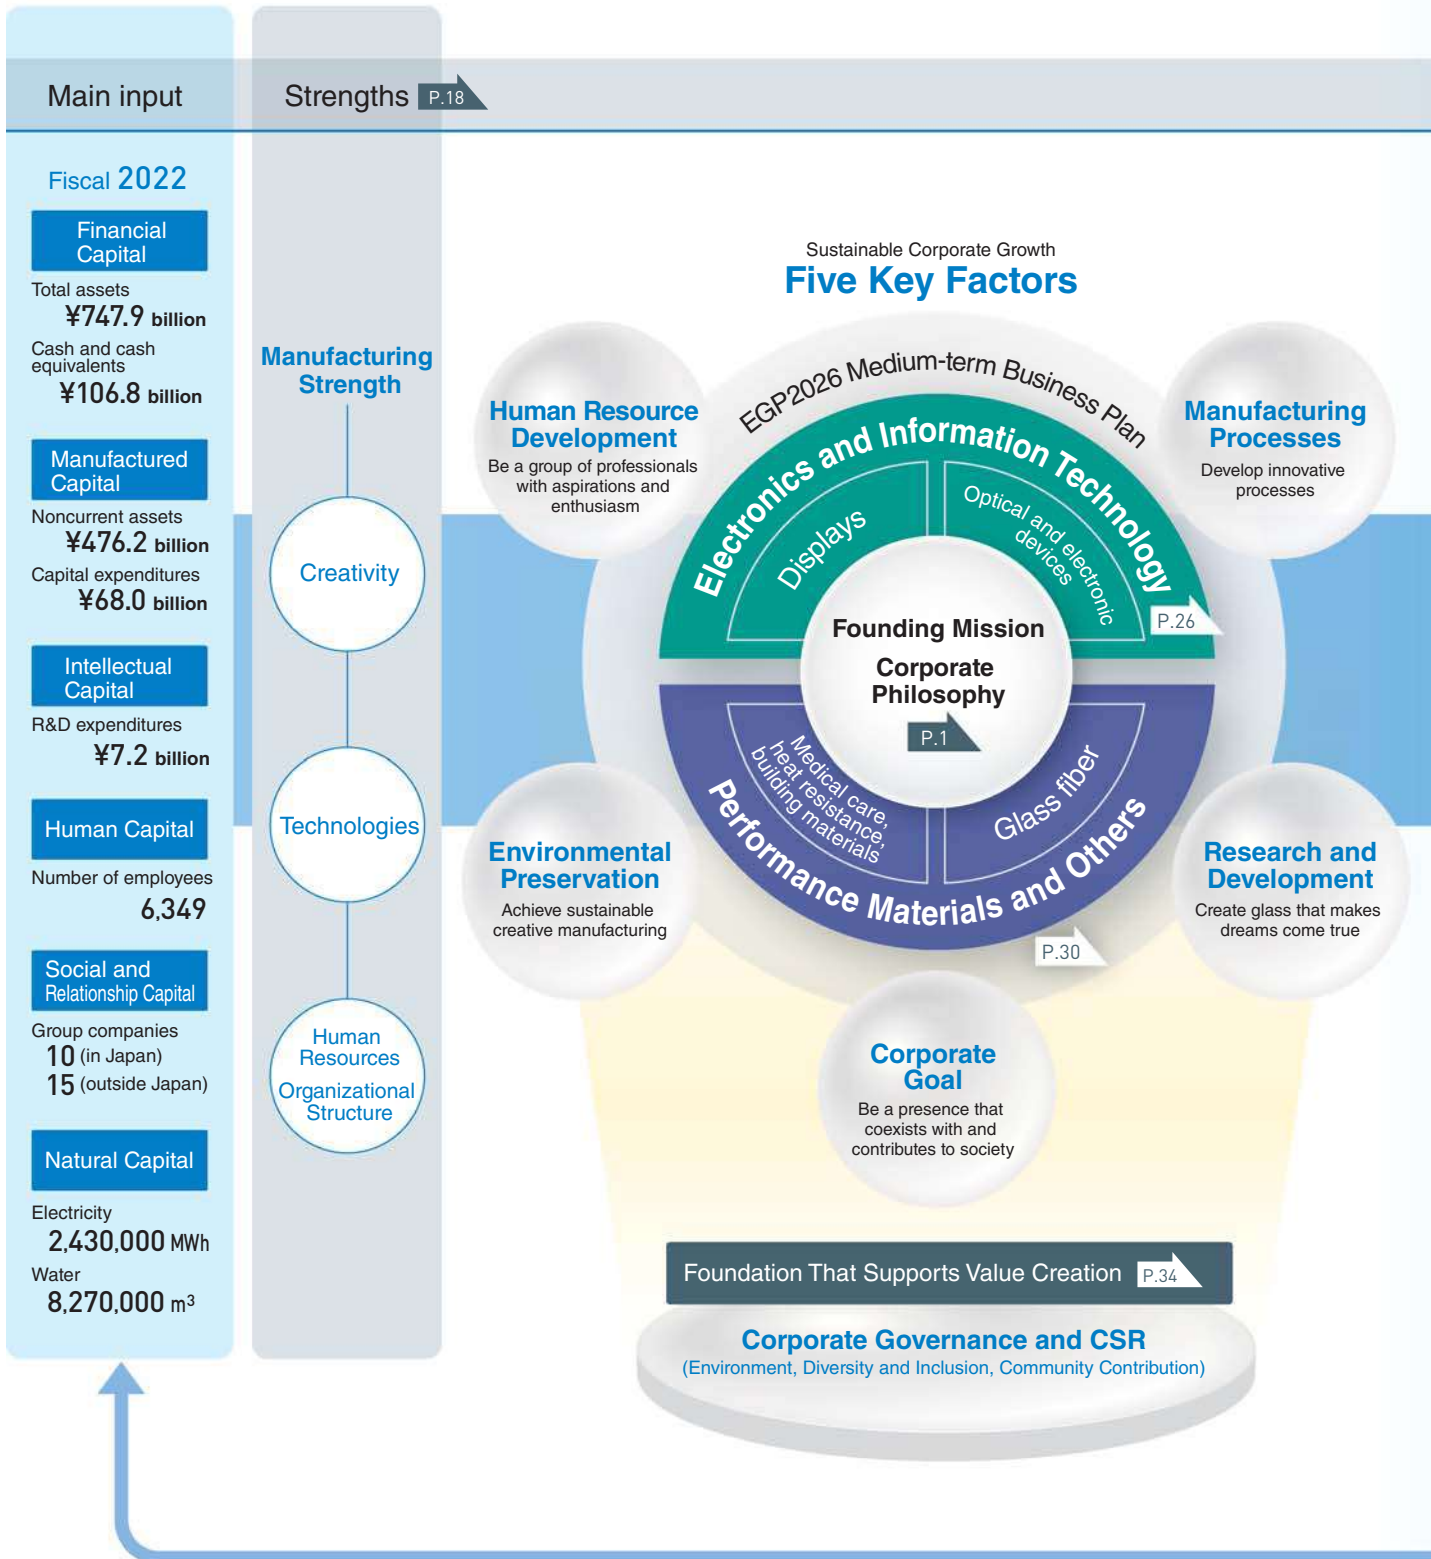 Main input
Strengths P.18
Fiscal 2022
Financial
Capital
Total assets
¥747.9 billion
Cash and cash
equivalents
¥106.8 billion
Manufactured
Capital
Noncurrent assets
¥476.2 billion
Capital expenditures
¥68.0 billion
Intellectual
Capital
R&D expenditures
¥7.2 billion
Human Capital
Number of employees
6,349
Social and
Relationship Capital
Group companies
10 (in Japan)
15 (outside Japan)
Natural Capital
Electricity
2,430,000 MWh
Water
8,270,000 m³
Manufacturing
Strength
Creativity
Technologies
Human
Resources
Organizational
Structure
Sustainable Corporate Growth
Five Key Factors
EGP2026 Medium-term Business Plan
Human Resource
Development
Be a group of professionals
with aspirations and
enthusiasm
Manufacturing
Processes
Develop innovative
processes
Electronics and Information Technology
Displays
Optical and electronic
devices
P.26
Founding Mission
Corporate
Philosophy
P.1
Medical care,
heat resistance,
building materials
Glass fiber
Performance Materials and Others
P.30
Environmental
Preservation
Achieve sustainable
creative manufacturing
Research and
Development
Create glass that makes
dreams come true
Corporate
Goal
Be a presence that
coexists with and
contributes to society
Foundation That Supports Value Creation P.34
Corporate Governance and CSR
(Environment, Diversity and Inclusion, Community Contribution)